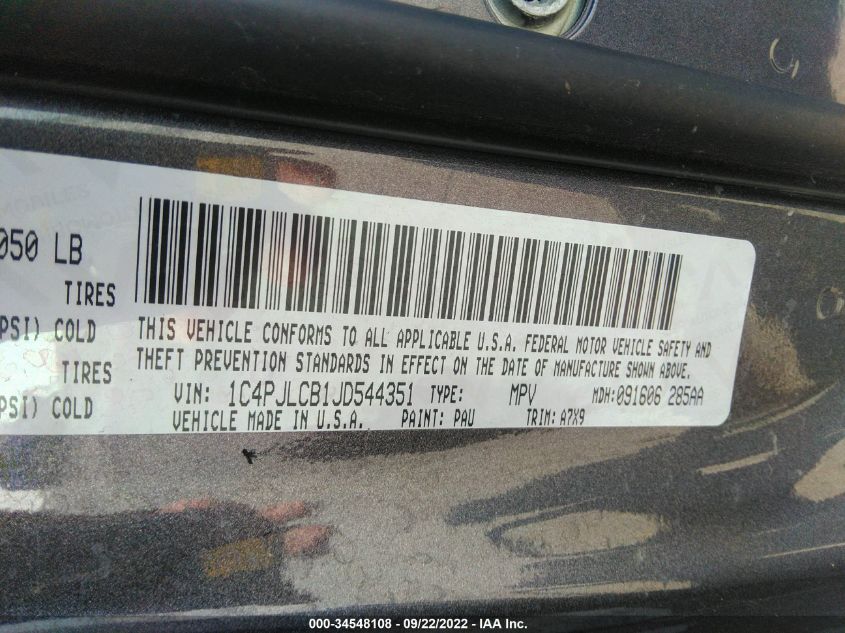 050 LB
TIRES
PSI) COLD
TIRES
PSI) COLD
THIS VEHICLE CONFORMS TO ALL APPLICABLE U.S.A. FEDERAL MOTOR VEHICLE SAFETY AND
THEFT PREVENTION STANDARDS IN EFFECT ON THE DATE OF MANUFACTURE SHOWN ABOVE.
VIN: 1C4PJLCB1JD544351 TYPE: MPV MDH:091606 285AA
VEHICLE MADE IN U.S.A. PAINT: PAU TRIM: A7X9
000-34548108 - 09/22/2022 - IAA Inc.